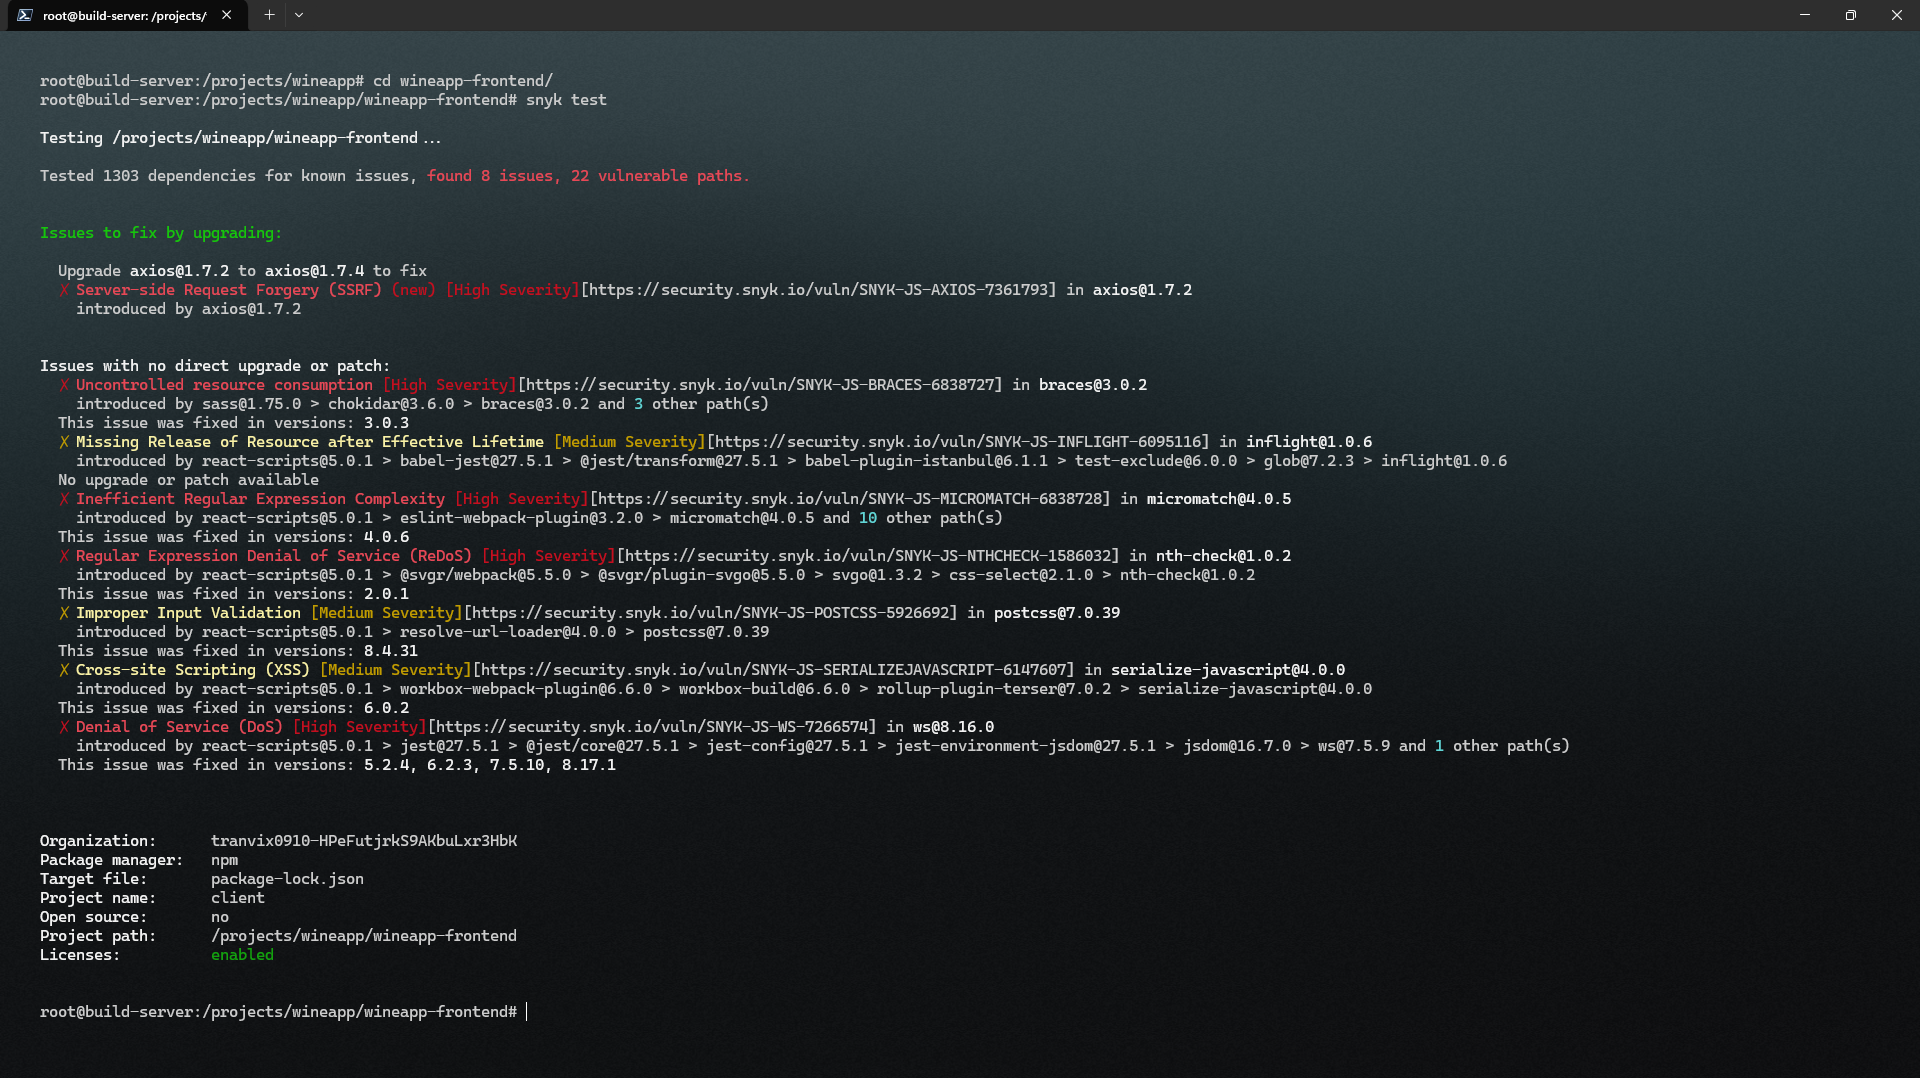 root@build-server: /projects/
root@build-server:/projects/wineapp# cd wineapp-frontend/
root@build-server:/projects/wineapp/wineapp-frontend# snyk test
Testing /projects/wineapp/wineapp-frontend...
Tested 1303 dependencies for known issues, found 8 issues, 22 vulnerable paths.
Issues to fix by upgrading:
Upgrade axios@1.7.2 to axios@1.7.4 to fix
✗ Server-side Request Forgery (SSRF) (new) [High Severity][https://security.snyk.io/vuln/SNYK-JS-AXIOS-7361793] in axios@1.7.2
introduced by axios@1.7.2
Issues with no direct upgrade or patch:
✗ Uncontrolled resource consumption [High Severity][https://security.snyk.io/vuln/SNYK-JS-BRACES-6838727] in braces@3.0.2
introduced by sass@1.75.0 > chokidar@3.6.0 > braces@3.0.2 and 3 other path(s)
This issue was fixed in versions: 3.0.3
✗ Missing Release of Resource after Effective Lifetime [Medium Severity][https://security.snyk.io/vuln/SNYK-JS-INFLIGHT-6095116] in inflight@1.0.6
introduced by react-scripts@5.0.1 > babel-jest@27.5.1 > @jest/transform@27.5.1 > babel-plugin-istanbul@6.1.1 > test-exclude@6.0.0 > glob@7.2.3 > inflight@1.0.6
No upgrade or patch available
✗ Inefficient Regular Expression Complexity [High Severity][https://security.snyk.io/vuln/SNYK-JS-MICROMATCH-6838728] in micromatch@4.0.5
introduced by react-scripts@5.0.1 > eslint-webpack-plugin@3.2.0 > micromatch@4.0.5 and 10 other path(s)
This issue was fixed in versions: 4.0.6
✗ Regular Expression Denial of Service (ReDoS) [High Severity][https://security.snyk.io/vuln/SNYK-JS-NTHCHECK-1586032] in nth-check@1.0.2
introduced by react-scripts@5.0.1 > @svgr/webpack@5.5.0 > @svgr/plugin-svgo@5.5.0 > svgo@1.3.2 > css-select@2.1.0 > nth-check@1.0.2
This issue was fixed in versions: 2.0.1
✗ Improper Input Validation [Medium Severity][https://security.snyk.io/vuln/SNYK-JS-POSTCSS-5926692] in postcss@7.0.39
introduced by react-scripts@5.0.1 > resolve-url-loader@4.0.0 > postcss@7.0.39
This issue was fixed in versions: 8.4.31
✗ Cross-site Scripting (XSS) [Medium Severity][https://security.snyk.io/vuln/SNYK-JS-SERIALIZEJAVASCRIPT-6147607] in serialize-javascript@4.0.0
introduced by react-scripts@5.0.1 > workbox-webpack-plugin@6.6.0 > workbox-build@6.6.0 > rollup-plugin-terser@7.0.2 > serialize-javascript@4.0.0
This issue was fixed in versions: 6.0.2
✗ Denial of Service (DoS) [High Severity][https://security.snyk.io/vuln/SNYK-JS-WS-7266574] in ws@8.16.0
introduced by react-scripts@5.0.1 > jest@27.5.1 > @jest/core@27.5.1 > jest-config@27.5.1 > jest-environment-jsdom@27.5.1 > jsdom@16.7.0 > ws@7.5.9 and 1 other path(s)
This issue was fixed in versions: 5.2.4, 6.2.3, 7.5.10, 8.17.1
Organization: tranvix0910-HPeFutjrkS9AKbuLxr3HbK
Package manager: npm
Target file: package-lock.json
Project name: client
Open source: no
Project path: /projects/wineapp/wineapp-frontend
Licenses: enabled
root@build-server:/projects/wineapp/wineapp-frontend#